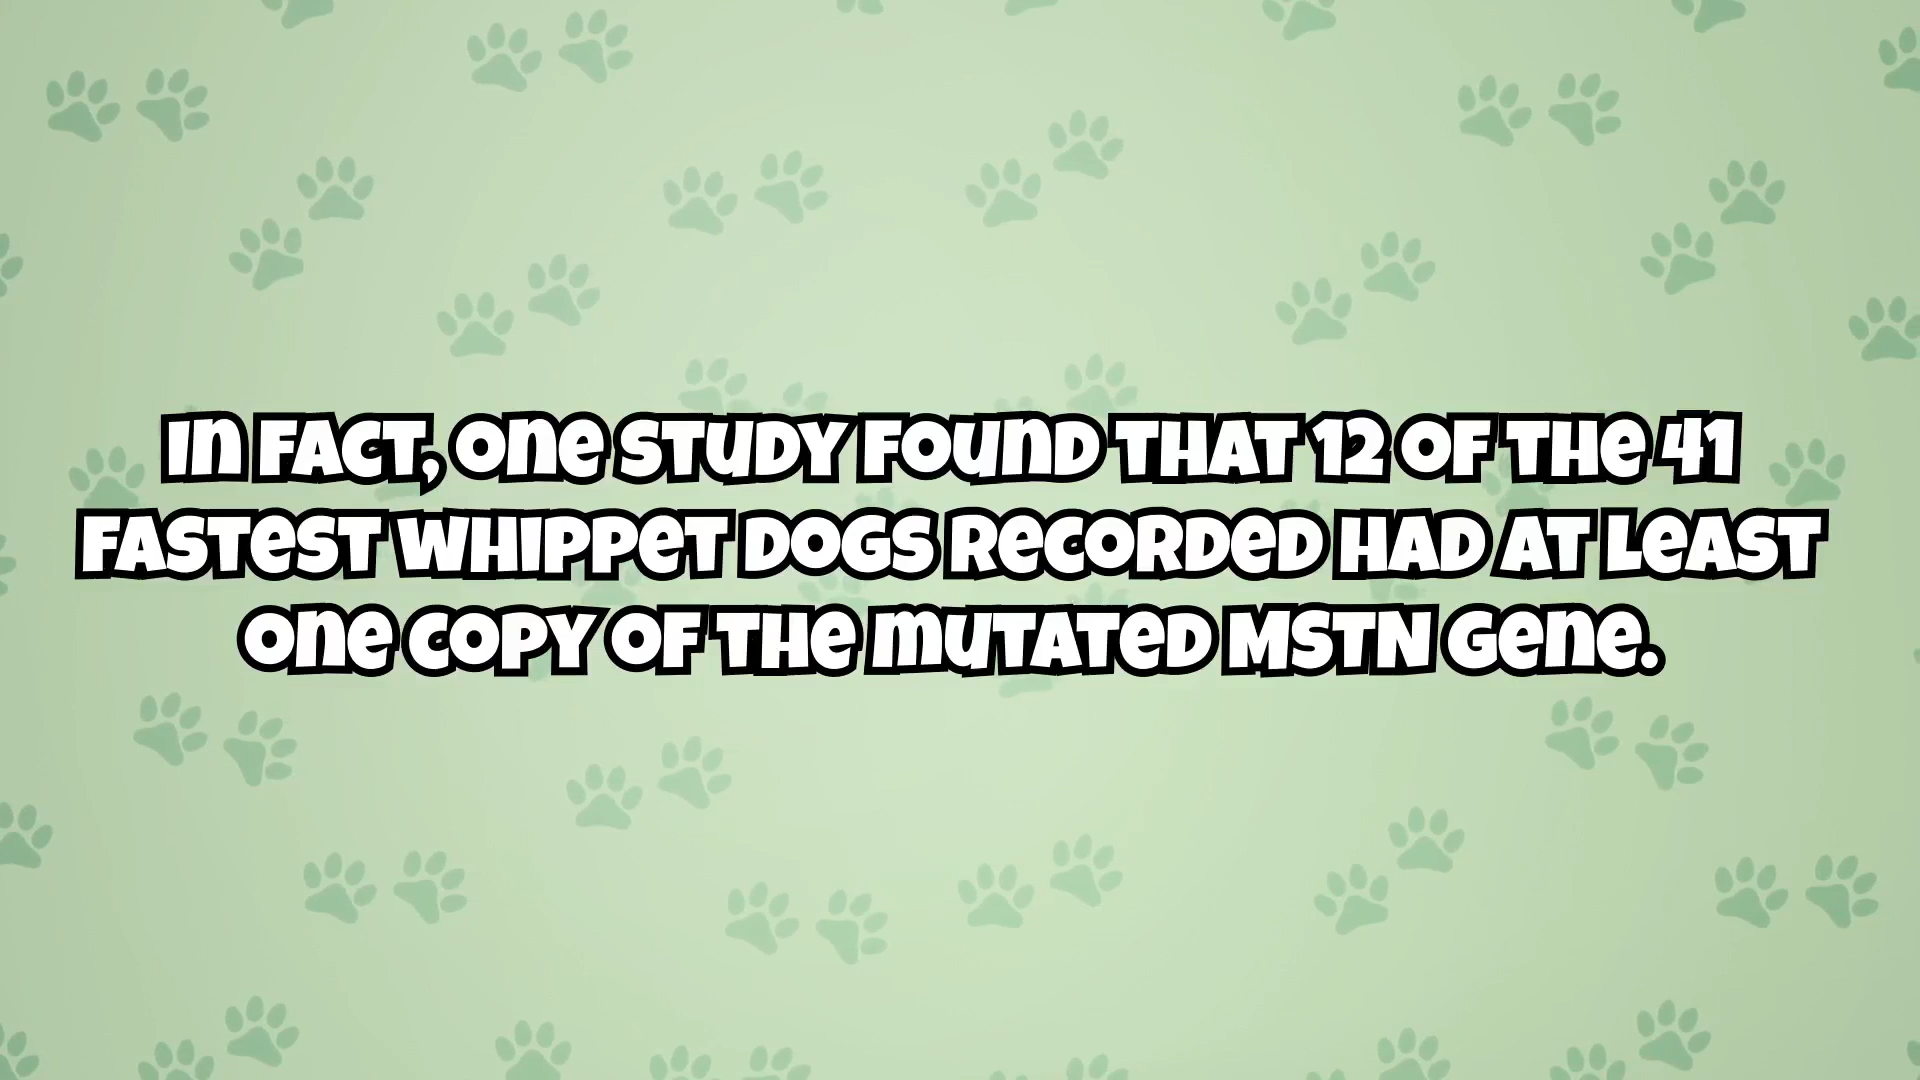 In fact, one study found that 12 of the 41
fastest whippet dogs recorded had at least
one copy of the mutated MSTN gene.